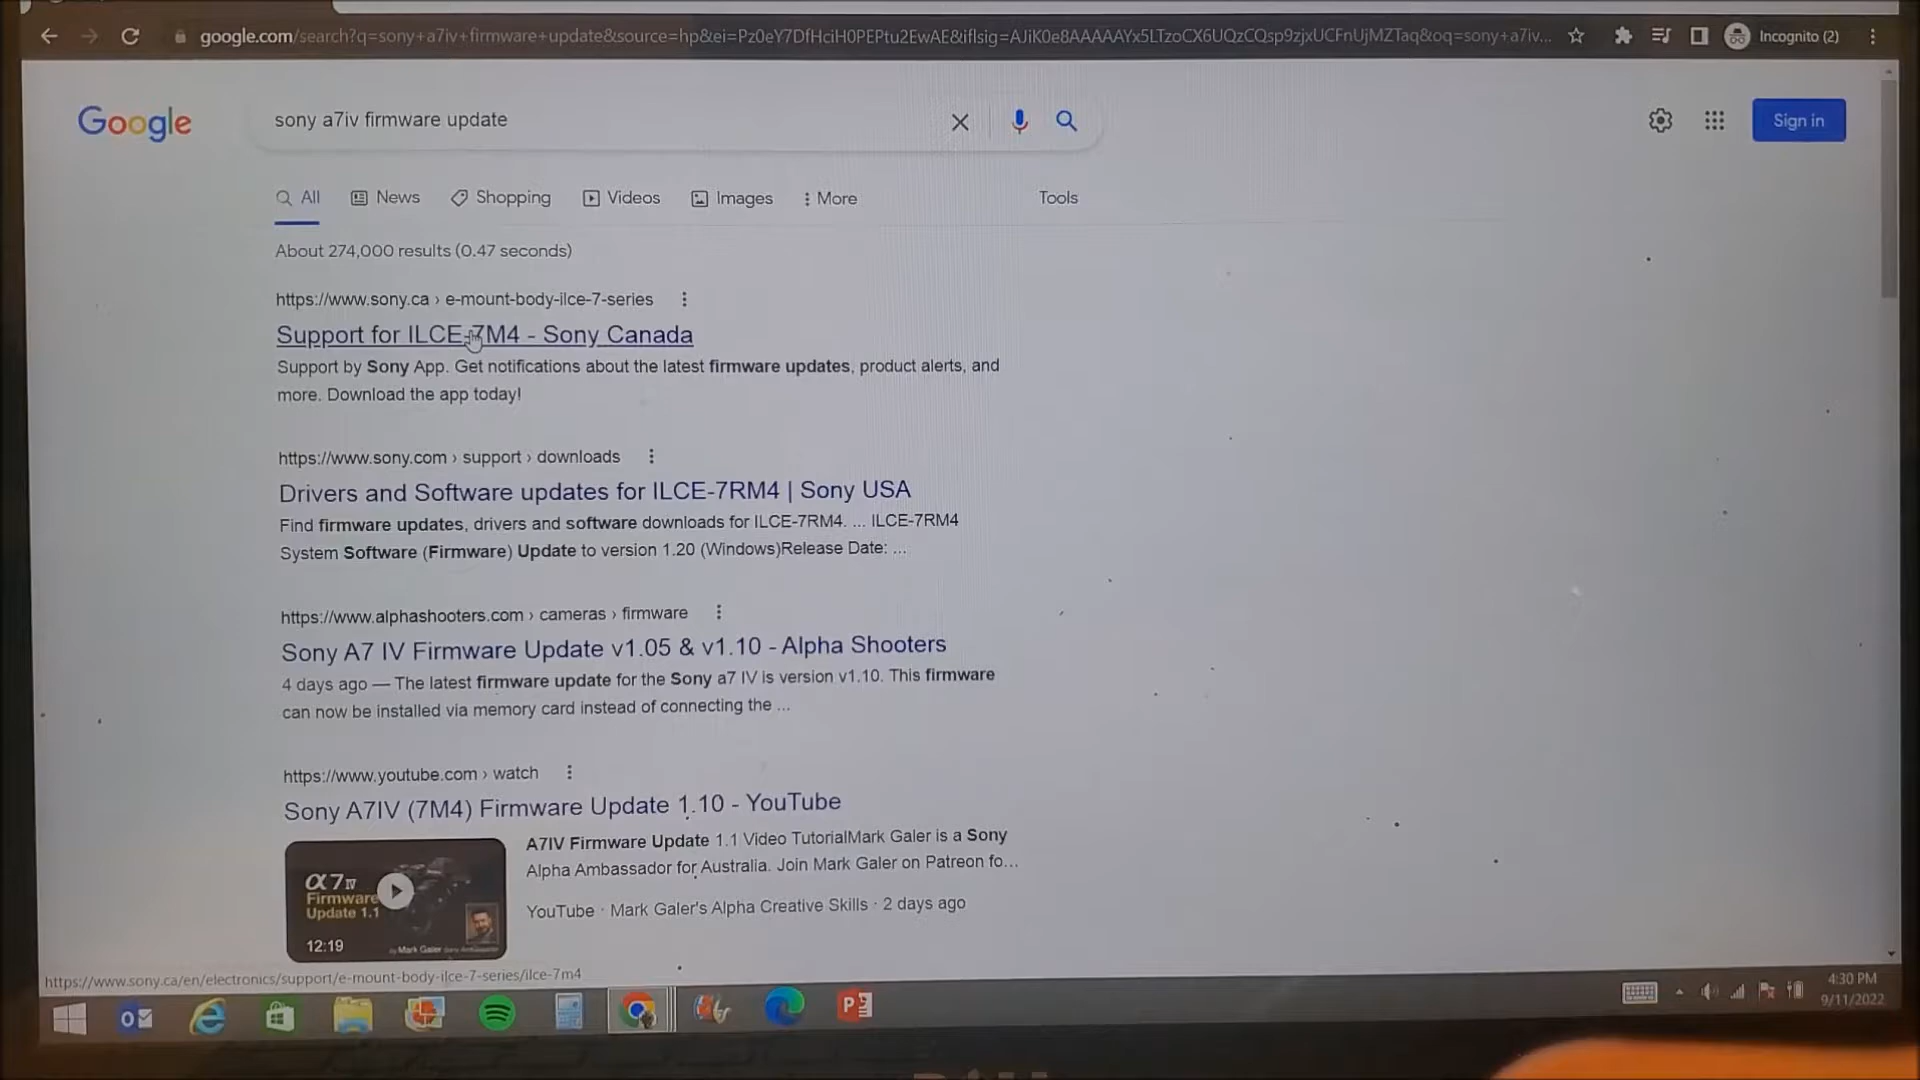 google.com/search?q=sony+a7iv+firmware+update&source=hp&ei=Pz0eY7DfHciH0PEPtu2EwAE&iflsig=AJiK0e8AAAAAYx5LTzoCX6UQzCQsp9zjxUCFnUjMZTaq&oq=sony+a7iv... Incognito (2)
Google sony a7iv firmware update Sign in
All News Shopping Videos Images More Tools
About 274,000 results (0.47 seconds)
https://www.sony.ca › e-mount-body-ilce-7-series
Support for ILCE-7M4 - Sony Canada
Support by Sony App. Get notifications about the latest firmware updates, product alerts, and
more. Download the app today!
https://www.sony.com › support › downloads
Drivers and Software updates for ILCE-7RM4 | Sony USA
Find firmware updates, drivers and software downloads for ILCE-7RM4. ... ILCE-7RM4
System Software (Firmware) Update to version 1.20 (Windows)Release Date: ...
https://www.alphashooters.com › cameras › firmware
Sony A7 IV Firmware Update v1.05 & v1.10 - Alpha Shooters
4 days ago — The latest firmware update for the Sony a7 IV is version v1.10. This firmware
can now be installed via memory card instead of connecting the ...
https://www.youtube.com › watch
Sony A7IV (7M4) Firmware Update 1.10 - YouTube
α7IV
Firmware
Update 1.1
12:19
by Mark Galer
A7IV Firmware Update 1.1 Video TutorialMark Galer is a Sony
Alpha Ambassador for Australia. Join Mark Galer on Patreon fo...
YouTube · Mark Galer's Alpha Creative Skills · 2 days ago
https://www.sony.ca/en/electronics/support/e-mount-body-ilce-7-series/ilce-7m4
4:30 PM
9/11/2022